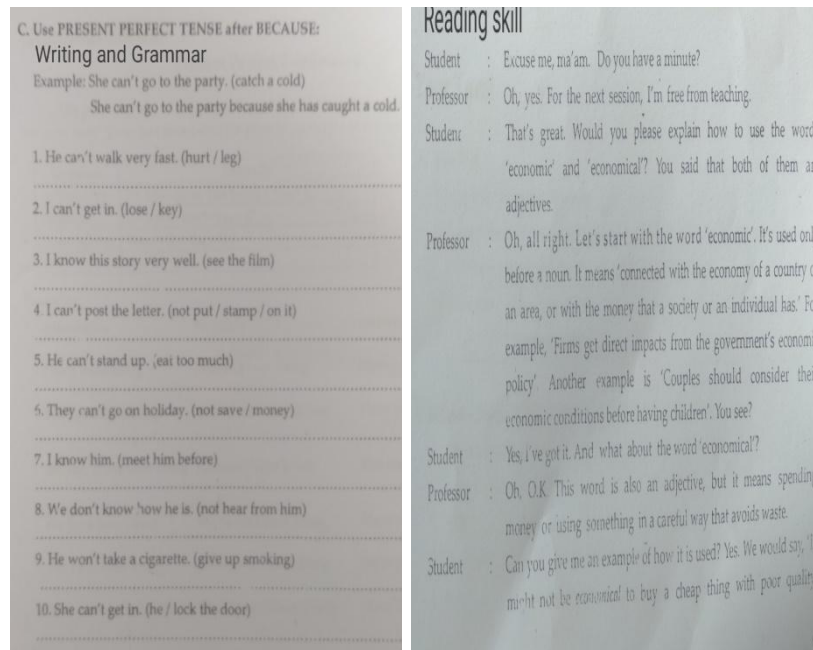 C. Use PRESENT PERFECT TENSE after BECAUSE:
Writing and Grammar
Example: She can't go to the party. (catch a cold)
She can't go to the party because she has caught a cold.
1. He can't walk very fast. (hurt / leg)
2. I can't get in. (lose / key)
3. I know this story very well. (see the film)
4. I can't post the letter. (not put / stamp / on it)
5. He can't stand up. (eat too much)
6. They can't go on holiday. (not save / money)
7. I know him. (meet him before)
8. We don't know how he is. (not hear from him)
9. He won't take a cigarette. (give up smoking)
10. She can't get in. (he / lock the door)
Reading skill
Student : Excuse me, ma'am. Do you have a minute?
Professor : Oh, yes. For the next session, I'm free from teaching.
Student : That's great. Would you please explain how to use the word
'economic' and 'economical'? You said that both of them
adjectives.
Professor : Oh, all right. Let's start with the word 'economic'. It's used
before a noun. It means 'connected with the economy of a country
an area, or with the money that a society or an individual has.'
example, 'Firms get direct impacts from the government's
policy'. Another example is 'Couples should consider
economic conditions before having children'. You see?
Student : Yes, i've got it. And what about the word 'economical'?
Professor : Oh, O.K. This word is also an adjective, but it means
money or using something in a careful way that avoids waste.
Student : Can you give me an example of how it is used? Yes. We would say,
might not be economical to buy a cheap thing with poor